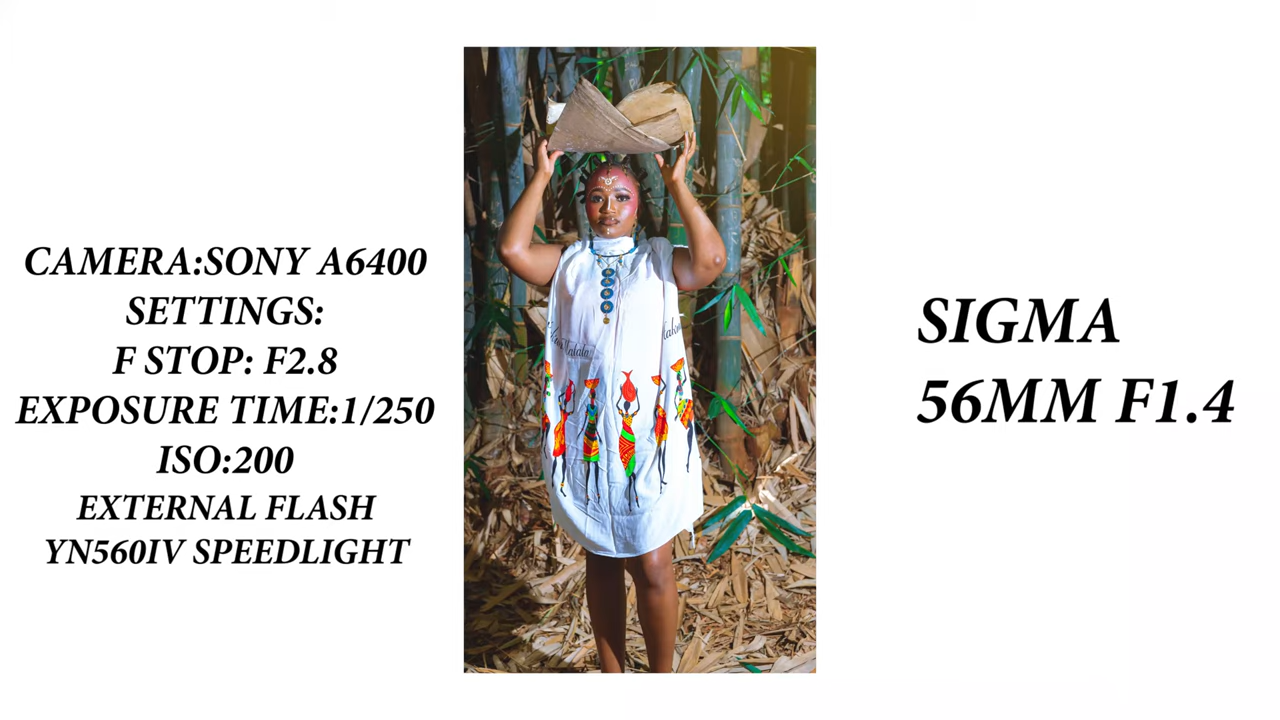 CAMERA:SONY A6400
SETTINGS:
F STOP: F2.8
EXPOSURE TIME:1/250
ISO:200
EXTERNAL FLASH
YN560IV SPEEDLIGHT
SIGMA
56MM F1.4